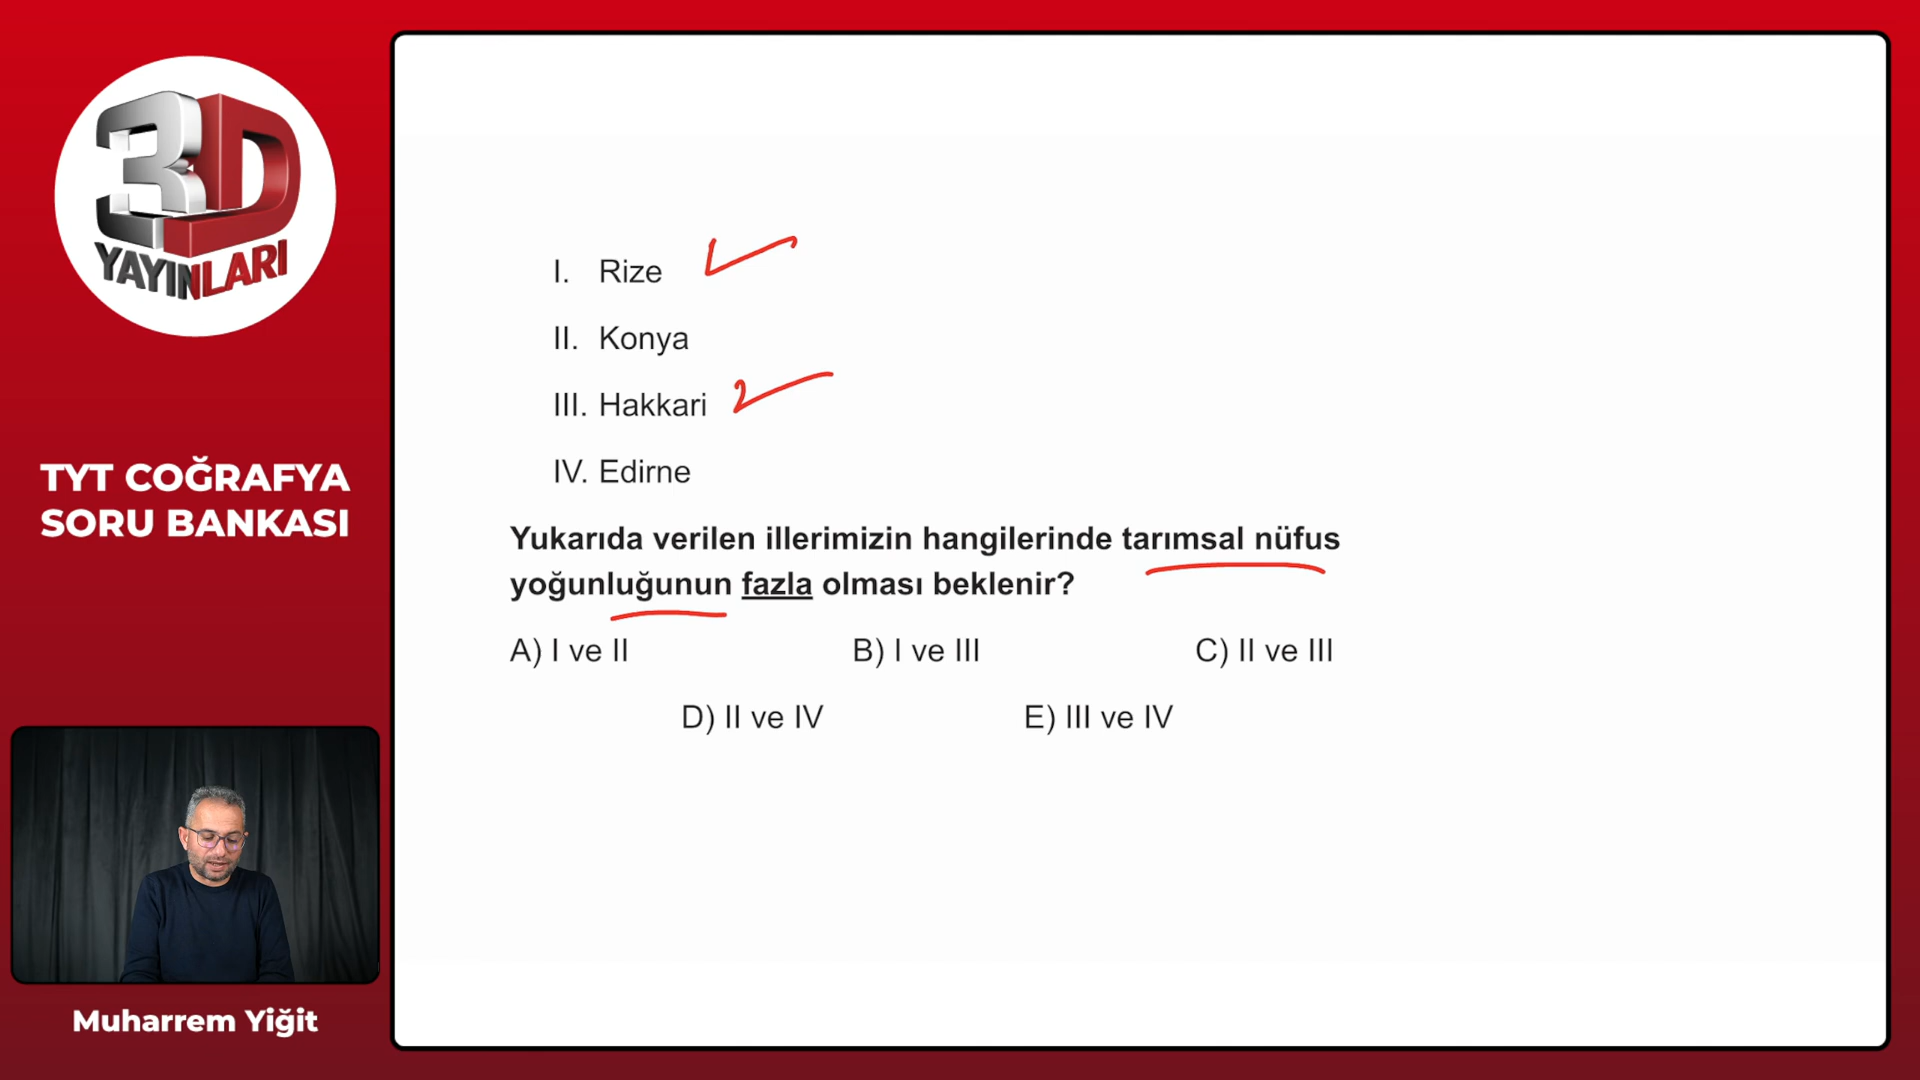 3D
YAYINLARI
TYT COĞRAFYA
SORU BANKASI
Muharrem Yiğit
I. Rize
II. Konya
III. Hakkari
IV. Edirne
Yukarıda verilen illerimizin hangilerinde tarımsal nüfus
yoğunluğunun fazla olması beklenir?
A) I ve II B) I ve III C) II ve III
D) II ve IV E) III ve IV